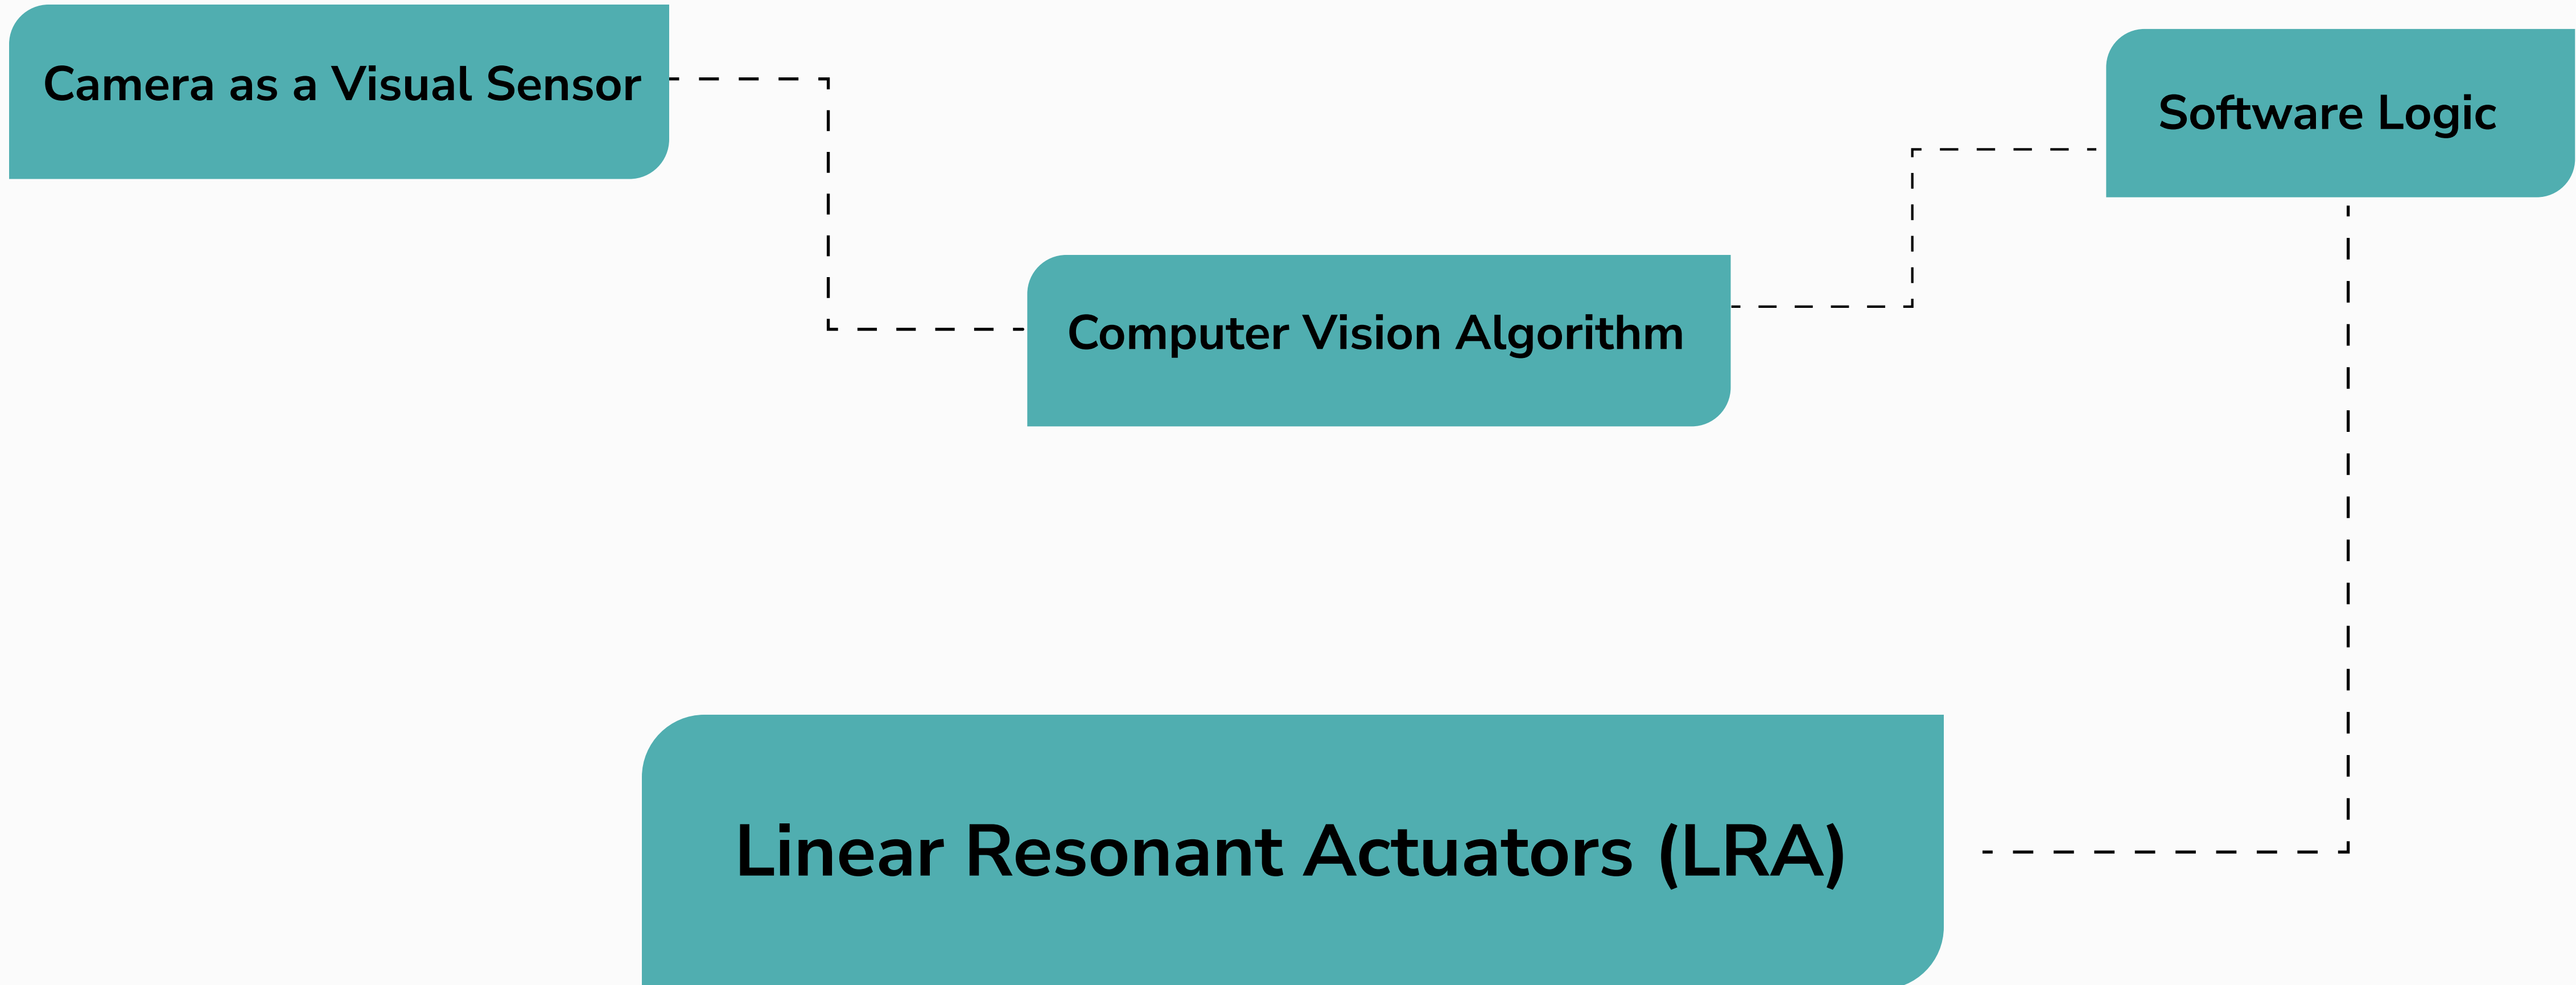 Camera as a Visual Sensor
Software Logic
Computer Vision Algorithm
Linear Resonant Actuators (LRA)